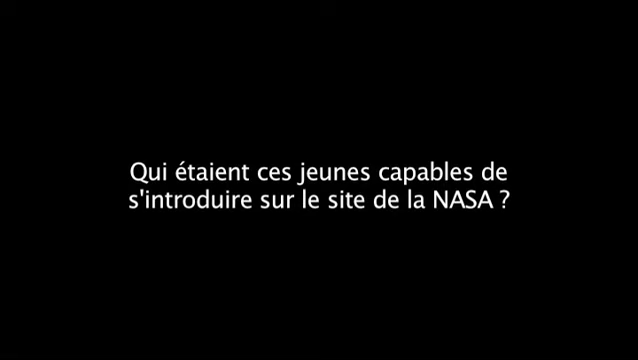 Qui étaient ces jeunes capables de
s'introduire sur le site de la NASA ?